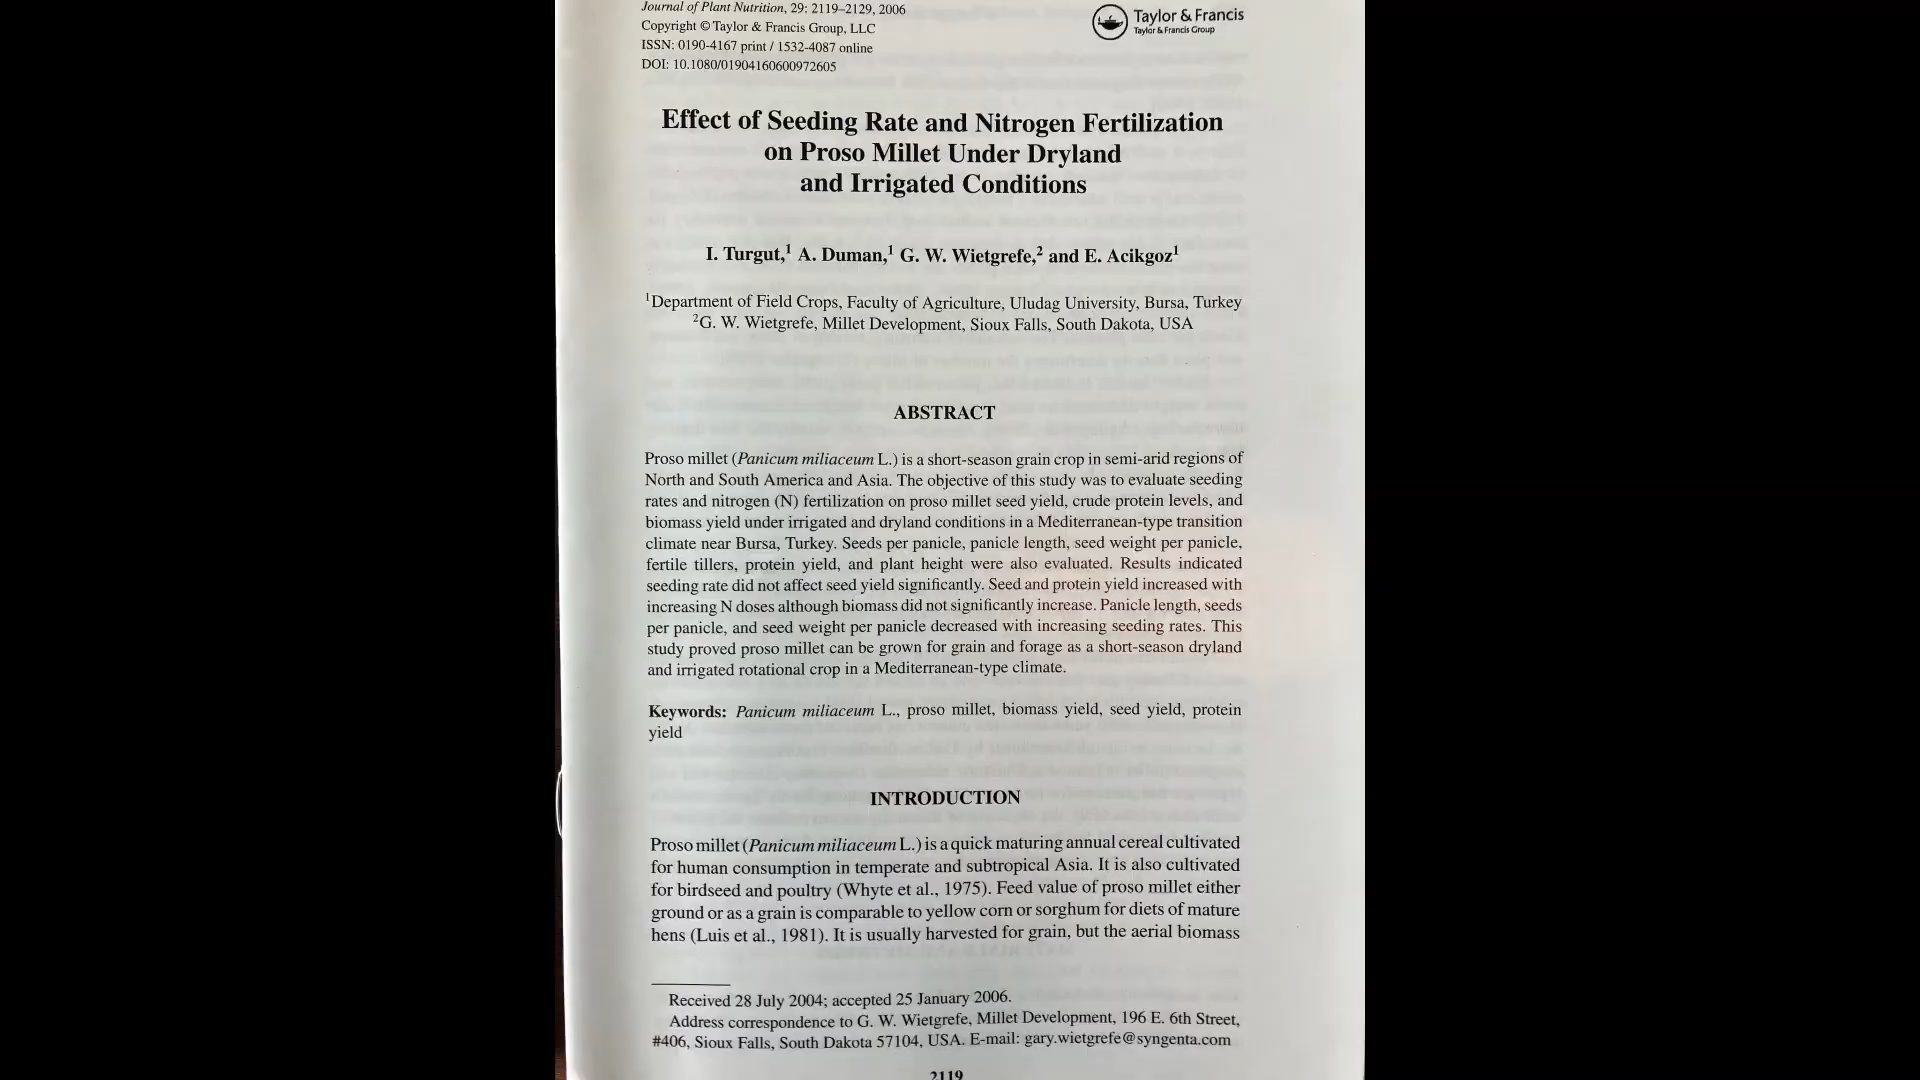 Journal of Plant Nutrition, 29: 2119–2129, 2006
Copyright © Taylor & Francis Group, LLC
ISSN: 0190-4167 print / 1532-4087 online
DOI: 10.1080/01904160600972605
Taylor & Francis
Taylor & Francis Group
Effect of Seeding Rate and Nitrogen Fertilization
on Proso Millet Under Dryland
and Irrigated Conditions
I. Turgut,¹ A. Duman,¹ G. W. Wietgrefe,² and E. Acikgoz¹
¹Department of Field Crops, Faculty of Agriculture, Uludag University, Bursa, Turkey
²G. W. Wietgrefe, Millet Development, Sioux Falls, South Dakota, USA
ABSTRACT
Proso millet (Panicum miliaceum L.) is a short-season grain crop in semi-arid regions of
North and South America and Asia. The objective of this study was to evaluate seeding
rates and nitrogen (N) fertilization on proso millet seed yield, crude protein levels, and
biomass yield under irrigated and dryland conditions in a Mediterranean-type transition
climate near Bursa, Turkey. Seeds per panicle, panicle length, seed weight per panicle,
fertile tillers, protein yield, and plant height were also evaluated. Results indicated
seeding rate did not affect seed yield significantly. Seed and protein yield increased with
increasing N doses although biomass did not significantly increase. Panicle length, seeds
per panicle, and seed weight per panicle decreased with increasing seeding rates. This
study proved proso millet can be grown for grain and forage as a short-season dryland
and irrigated rotational crop in a Mediterranean-type climate.
Keywords: Panicum miliaceum L., proso millet, biomass yield, seed yield, protein
yield
INTRODUCTION
Proso millet (Panicum miliaceum L.) is a quick maturing annual cereal cultivated
for human consumption in temperate and subtropical Asia. It is also cultivated
for birdseed and poultry (Whyte et al., 1975). Feed value of proso millet either
ground or as a grain is comparable to yellow corn or sorghum for diets of mature
hens (Luis et al., 1981). It is usually harvested for grain, but the aerial biomass
Received 28 July 2004; accepted 25 January 2006.
Address correspondence to G. W. Wietgrefe, Millet Development, 196 E. 6th Street,
#406, Sioux Falls, South Dakota 57104, USA. E-mail: gary.wietgrefe@syngenta.com
2119